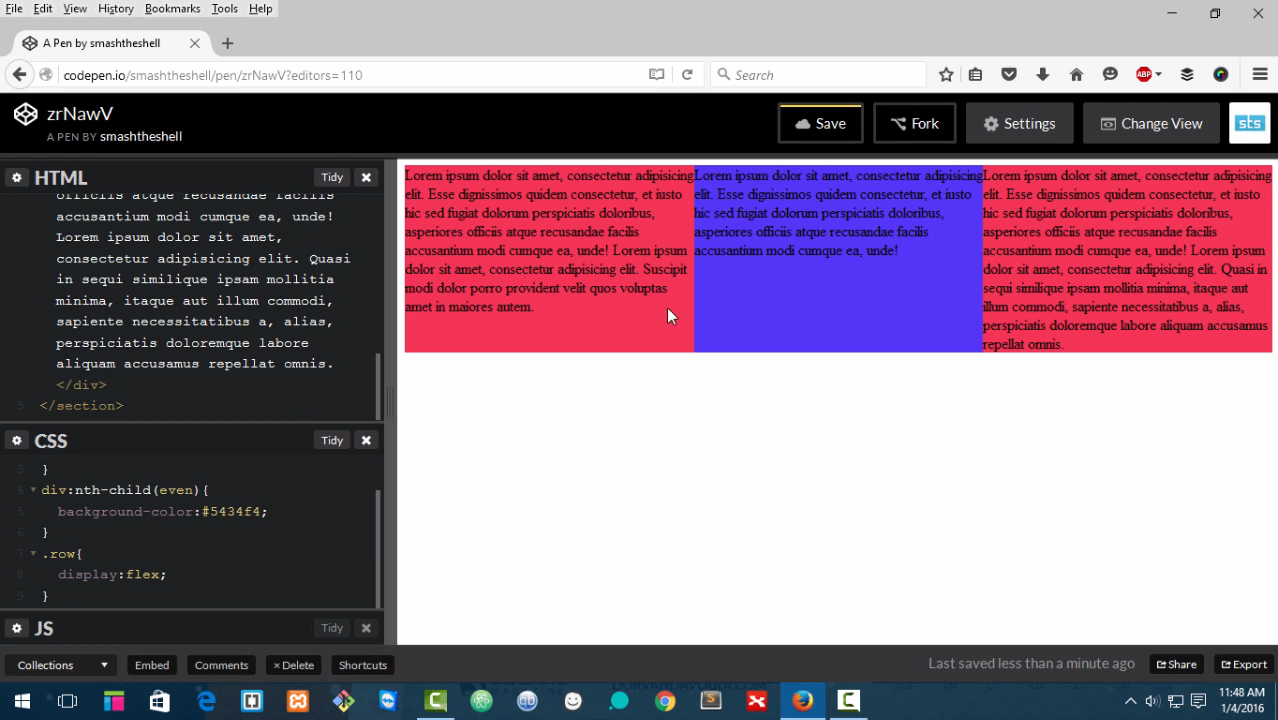 File Edit View History Bookmarks Tools Help
A Pen by smashtheshell
codepen.io/smashtheshell/pen/zrNawV?editors=110
Search
ABP
zrNawV
A PEN BY smashtheshell
Save
Fork
Settings
Change View
sts
HTML
Tidy
officiis atque recusandae facilis
accusantium modi cumque ea, unde!
Lorem ipsum dolor sit amet,
consectetur adipisicing elit. Quasi
in sequi similique ipsam mollitia
minima, itaque aut illum commodi,
sapiente necessitatibus a, alias,
perspiciatis doloremque labore
aliquam accusamus repellat omnis.
</div>
5 </section>
CSS
Tidy
3 }
4 div:nth-child(even){
5 background-color:#5434f4;
6 }
7 .row{
8 display:flex;
9 }
JS
Tidy
Lorem ipsum dolor sit amet, consectetur adipisicing
elit. Esse dignissimos quidem consectetur, et iusto
hic sed fugiat dolorum perspiciatis doloribus,
asperiores officiis atque recusandae facilis
accusantium modi cumque ea, unde! Lorem ipsum
dolor sit amet, consectetur adipisicing elit. Suscipit
modi dolor porro provident velit quos voluptas
amet in maiores autem.
Lorem ipsum dolor sit amet, consectetur adipisicing
elit. Esse dignissimos quidem consectetur, et iusto
hic sed fugiat dolorum perspiciatis doloribus,
asperiores officiis atque recusandae facilis
accusantium modi cumque ea, unde!
Lorem ipsum dolor sit amet, consectetur adipisicing
elit. Esse dignissimos quidem consectetur, et iusto
hic sed fugiat dolorum perspiciatis doloribus,
asperiores officiis atque recusandae facilis
accusantium modi cumque ea, unde! Lorem ipsum
dolor sit amet, consectetur adipisicing elit. Quasi in
sequi similique ipsam mollitia minima, itaque aut
illum commodi, sapiente necessitatibus a, alias,
perspiciatis doloremque labore aliquam accusamus
repellat omnis.
Collections
Embed
Comments
× Delete
Shortcuts
Last saved less than a minute ago
Share
Export
11:48 AM
1/4/2016